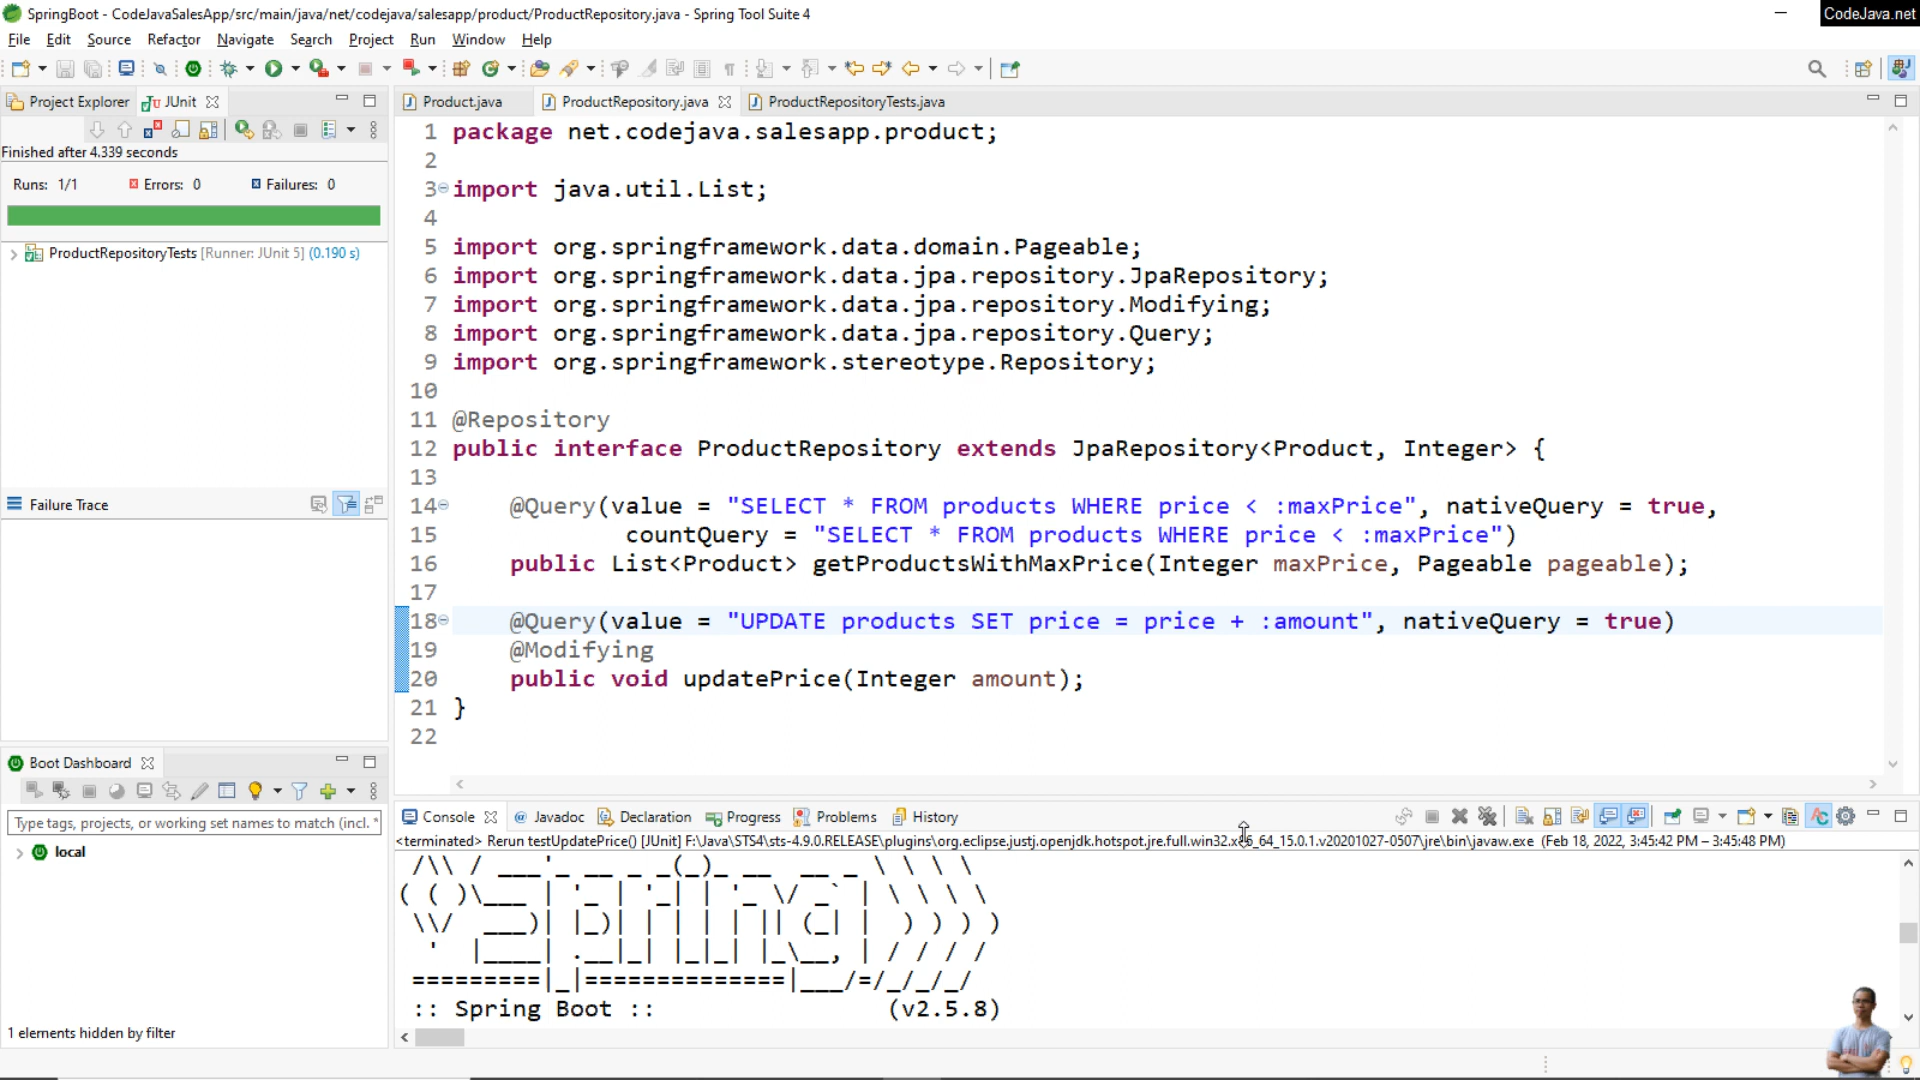 SpringBoot - CodeJavaSalesApp/src/main/java/net/codejava/salesapp/product/ProductRepository.java - Spring Tool Suite 4
CodeJava.net
File Edit Source Refactor Navigate Search Project Run Window Help
Project Explorer JUnit
Finished after 4.339 seconds
Runs: 1/1 Errors: 0 Failures: 0
ProductRepositoryTests [Runner: JUnit 5] (0.190 s)
Failure Trace
Boot Dashboard
Type tags, projects, or working set names to match (incl. *
local
1 elements hidden by filter
Product.java ProductRepository.java ProductRepositoryTests.java
1 package net.codejava.salesapp.product;
2
3 import java.util.List;
4
5 import org.springframework.data.domain.Pageable;
6 import org.springframework.data.jpa.repository.JpaRepository;
7 import org.springframework.data.jpa.repository.Modifying;
8 import org.springframework.data.jpa.repository.Query;
9 import org.springframework.stereotype.Repository;
10
11 @Repository
12 public interface ProductRepository extends JpaRepository<Product, Integer> {
13
14 @Query(value = "SELECT * FROM products WHERE price < :maxPrice", nativeQuery = true,
15 countQuery = "SELECT * FROM products WHERE price < :maxPrice")
16 public List<Product> getProductsWithMaxPrice(Integer maxPrice, Pageable pageable);
17
18 @Query(value = "UPDATE products SET price = price + :amount", nativeQuery = true)
19 @Modifying
20 public void updatePrice(Integer amount);
21 }
22
Console Javadoc Declaration Progress Problems History
<terminated> Rerun testUpdatePrice() [JUnit] F:\Java\STS4\sts-4.9.0.RELEASE\plugins\org.eclipse.justj.openjdk.hotspot.jre.full.win32.x86_64_15.0.1.v20201027-0507\jre\bin\javaw.exe (Feb 18, 2022, 3:45:42 PM – 3:45:48 PM)
Spring
:: Spring Boot :: (v2.5.8)